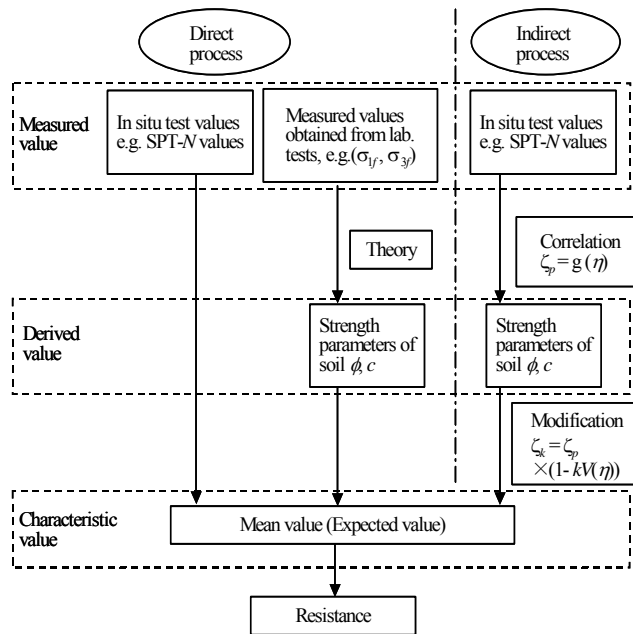 Direct
process
Indirect
process
Measured
value
In situ test values
e.g. SPT-N values
Measured values
obtained from lab.
tests, e.g.(σ1f, σ3f)
In situ test values
e.g. SPT-N values
Theory
Correlation
ζp = g (η)
Derived
value
Strength
parameters of
soil ϕ, c
Strength
parameters of
soil ϕ, c
Modification
ζk = ζp
×(1- kV(η))
Characteristic
value
Mean value (Expected value)
Resistance